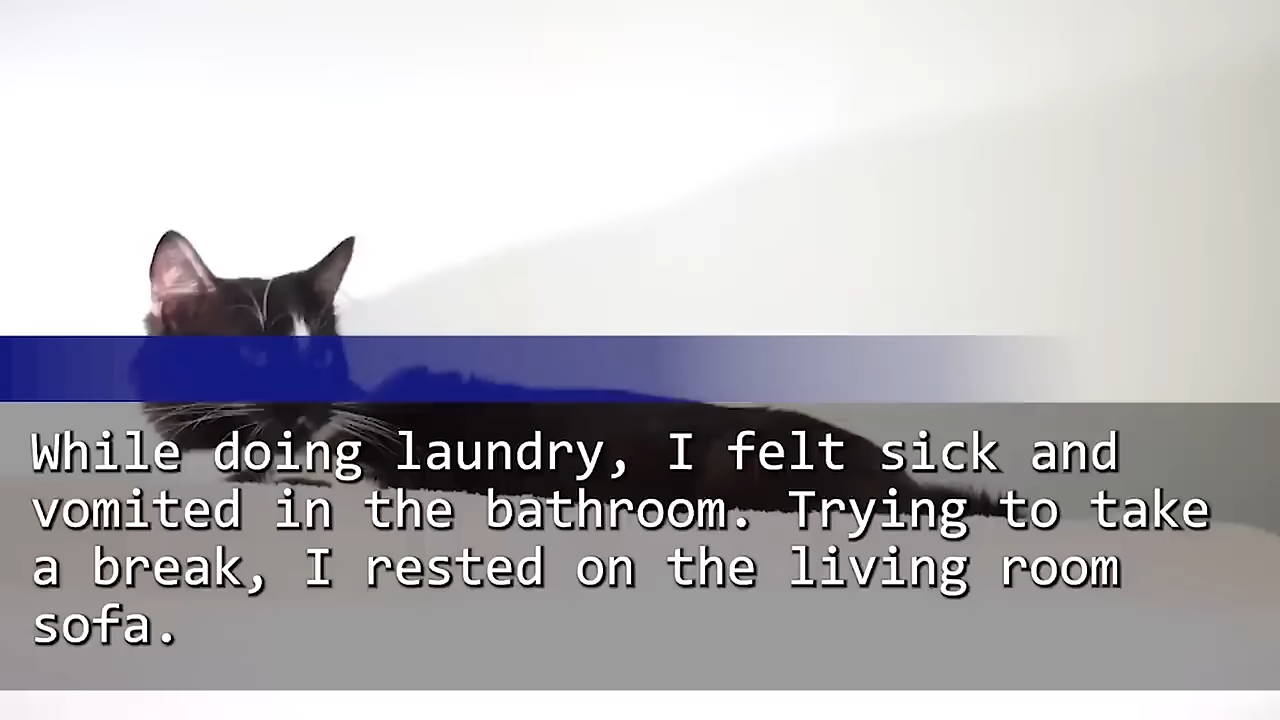 While doing laundry, I felt sick and
vomited in the bathroom. Trying to take
a break, I rested on the living room
sofa.